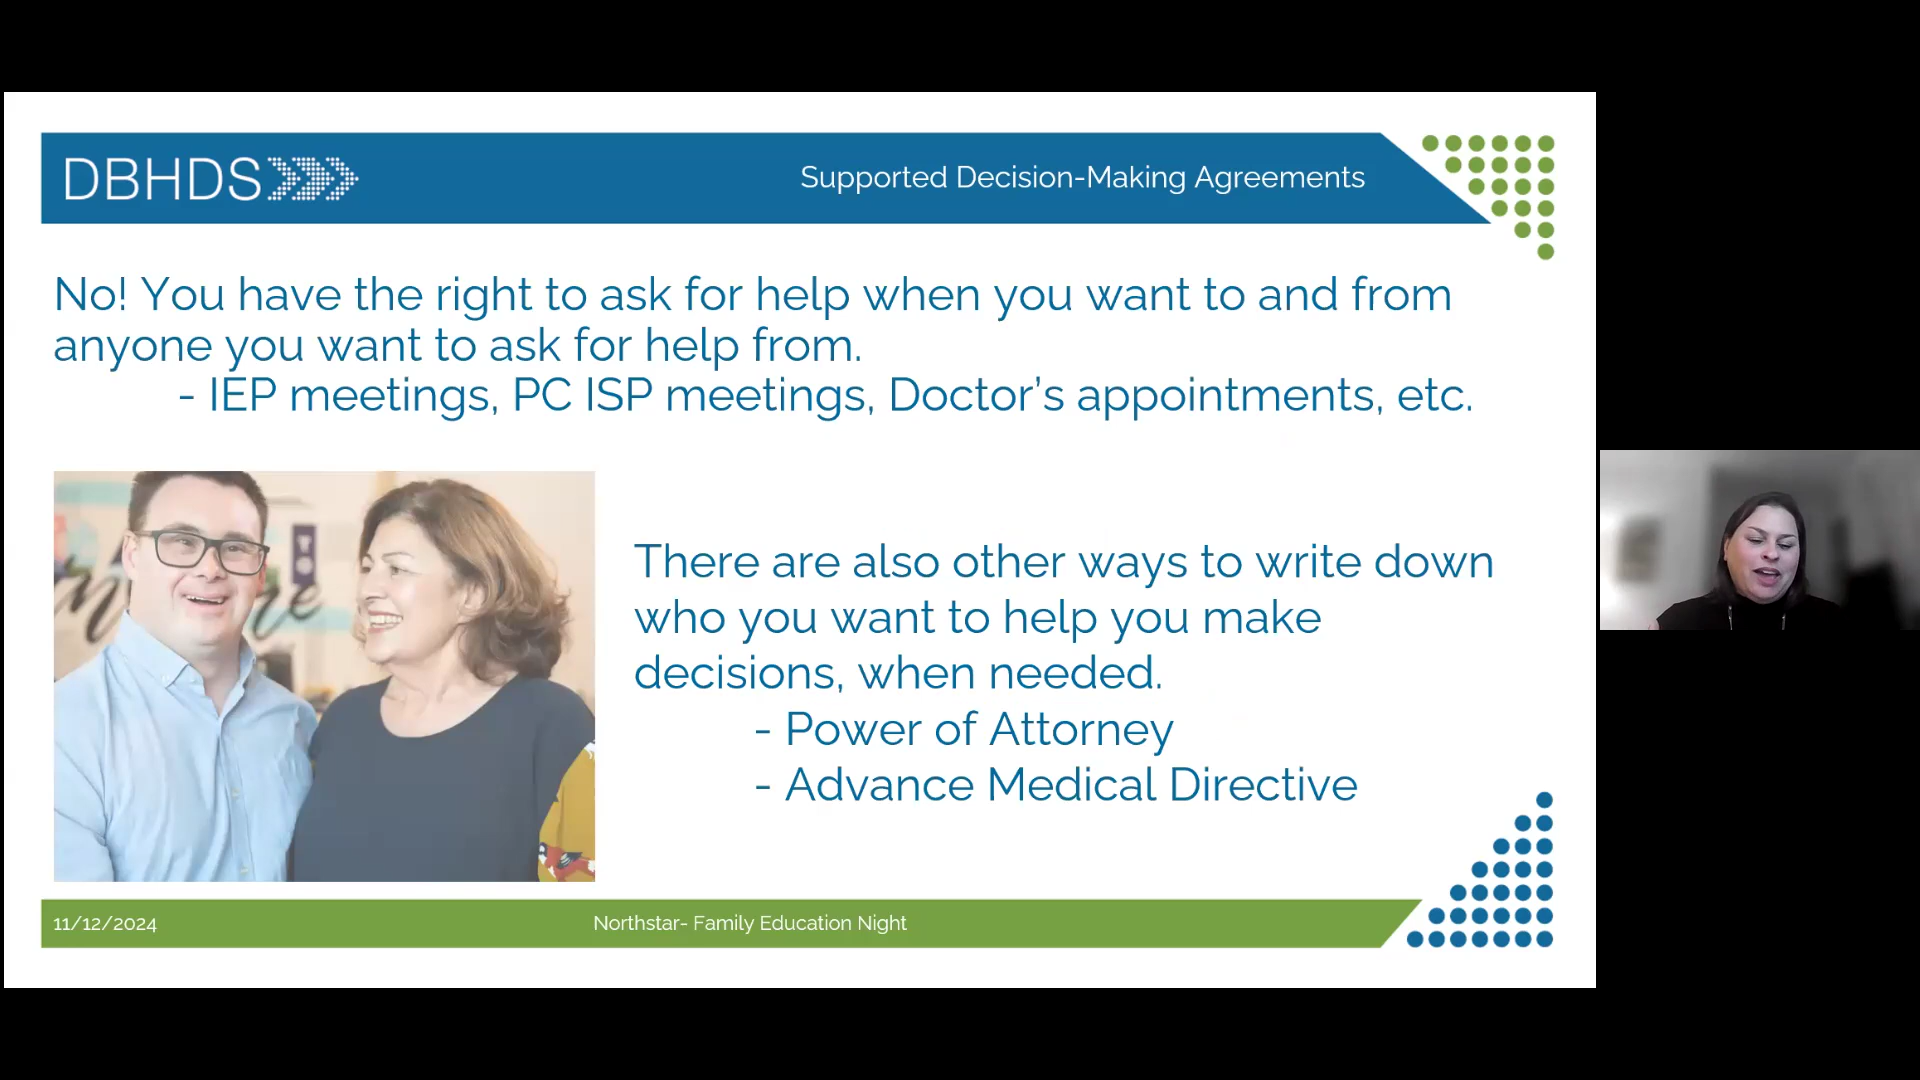 DBHDS
Supported Decision-Making Agreements
No! You have the right to ask for help when you want to and from
anyone you want to ask for help from.
- IEP meetings, PC ISP meetings, Doctor's appointments, etc.
There are also other ways to write down
who you want to help you make
decisions, when needed.
- Power of Attorney
- Advance Medical Directive
11/12/2024
Northstar- Family Education Night